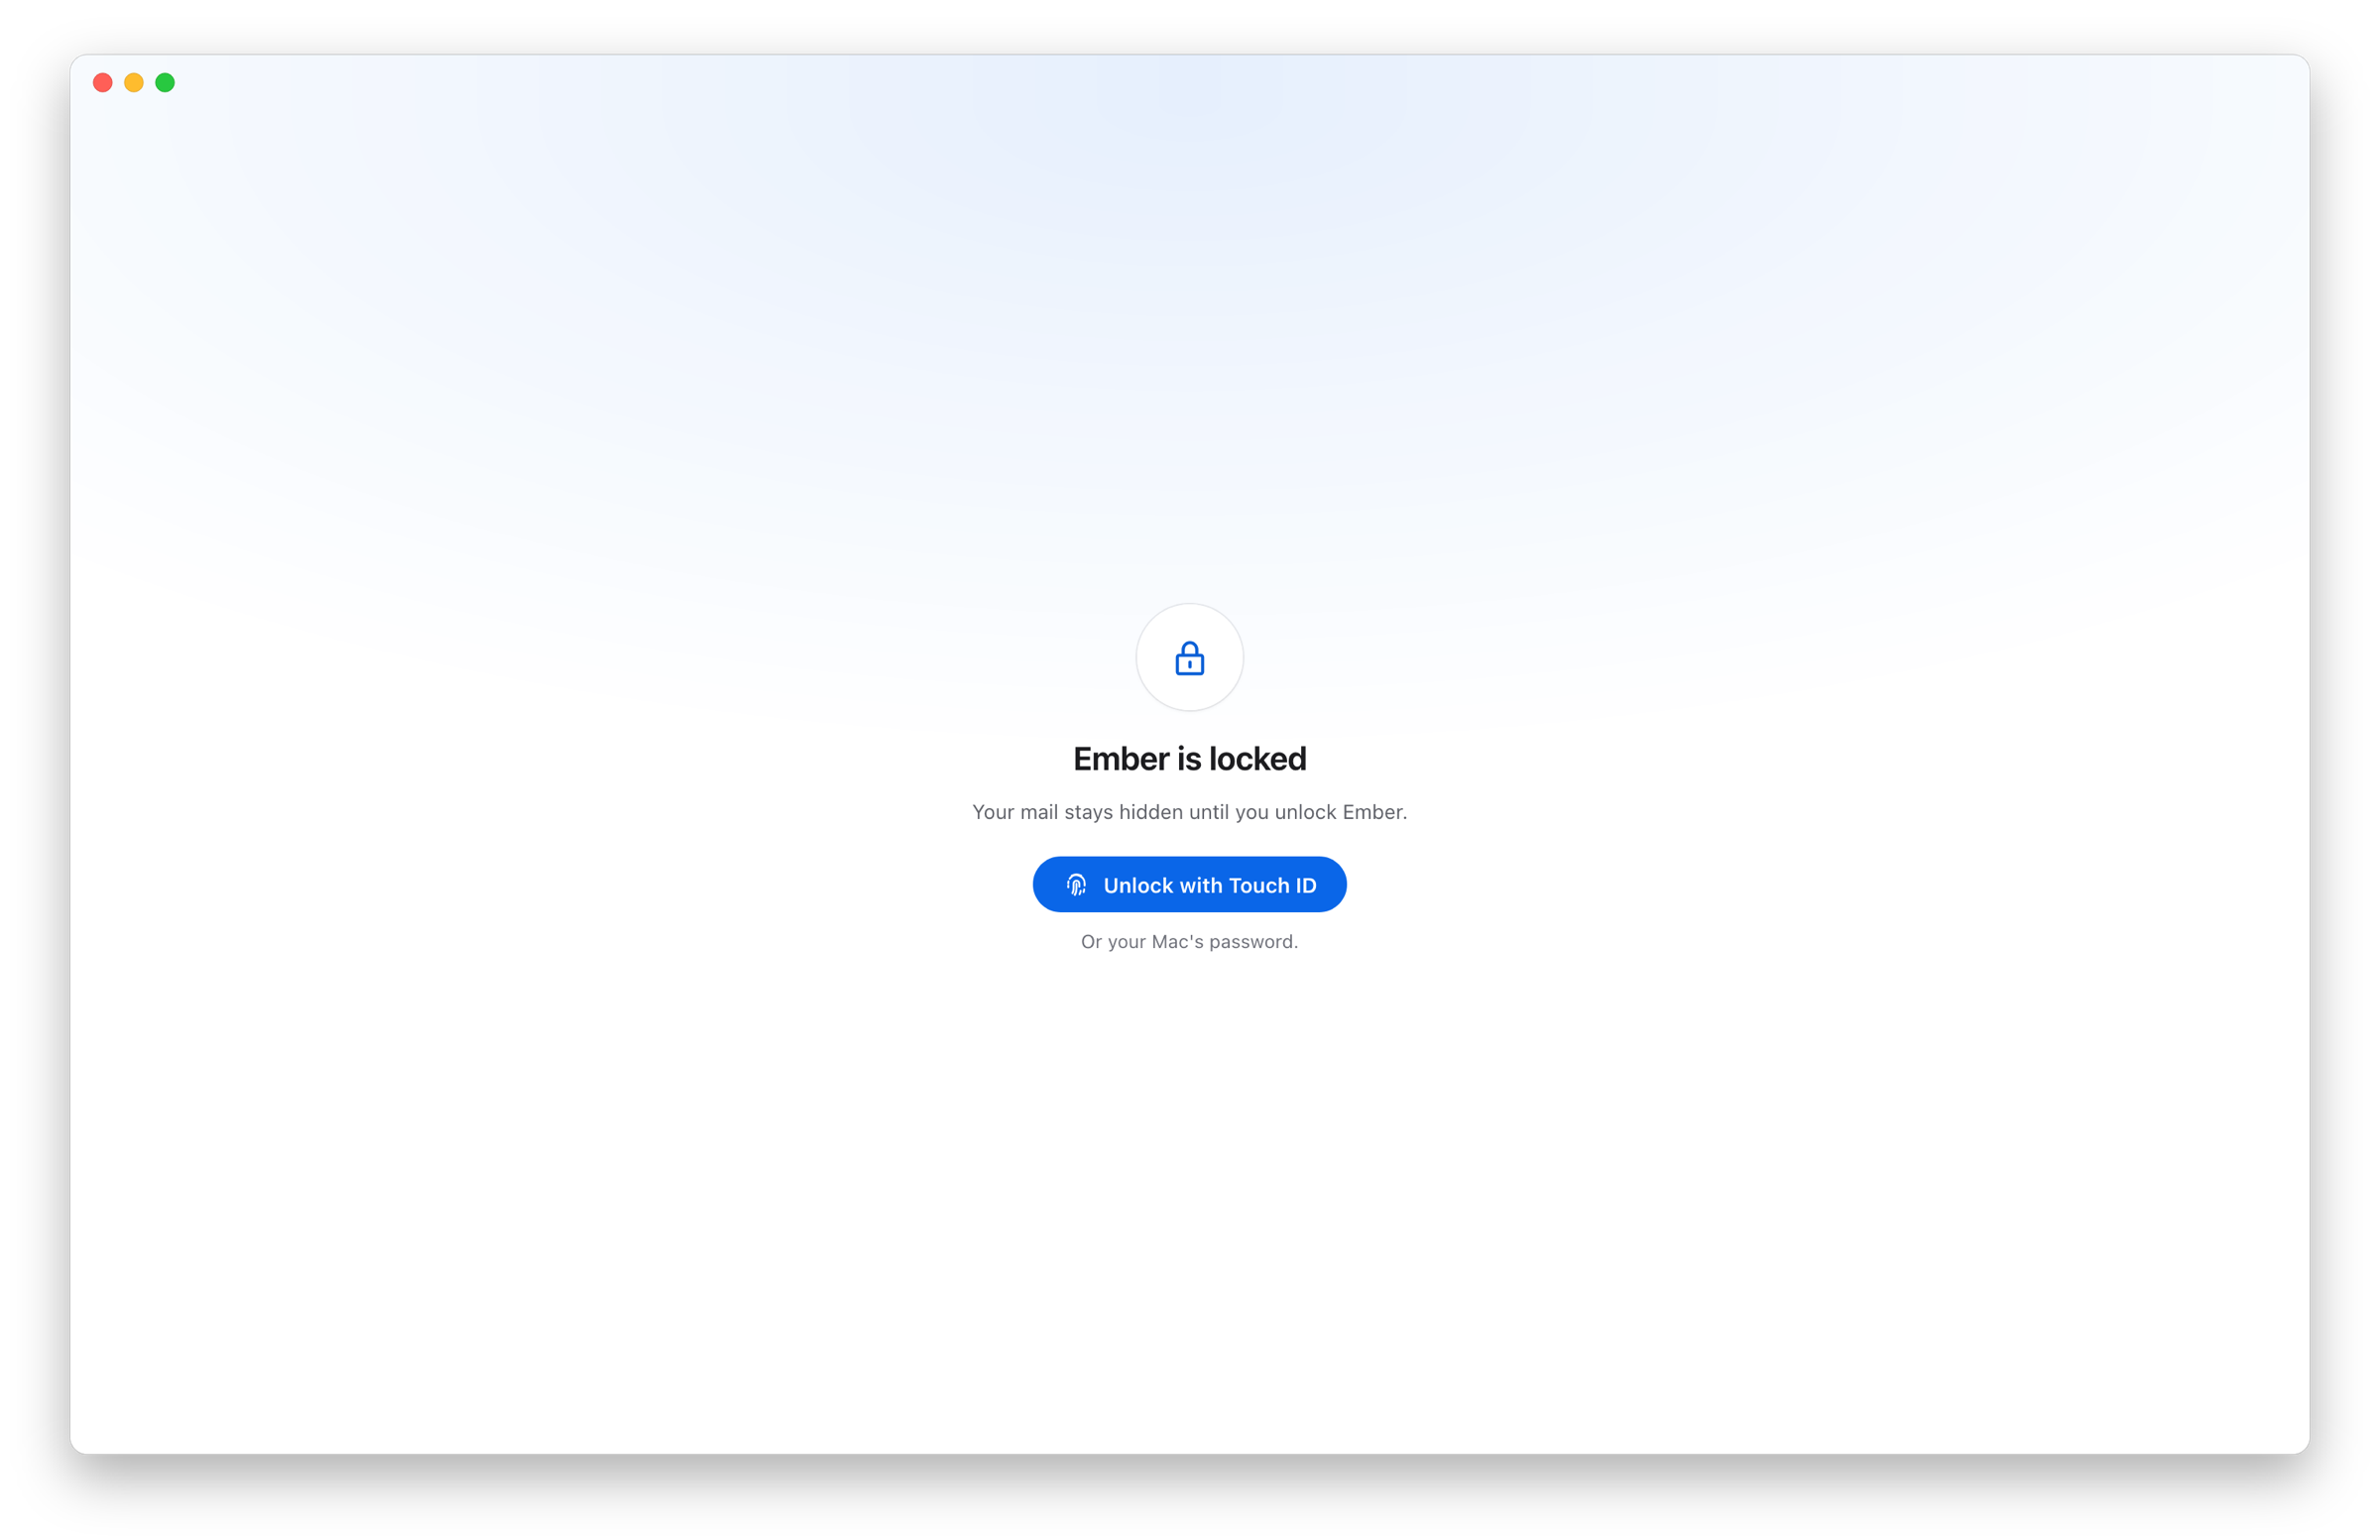 Ember is locked
Your mail stays hidden until you unlock Ember.
Unlock with Touch ID
Or your Mac's password.